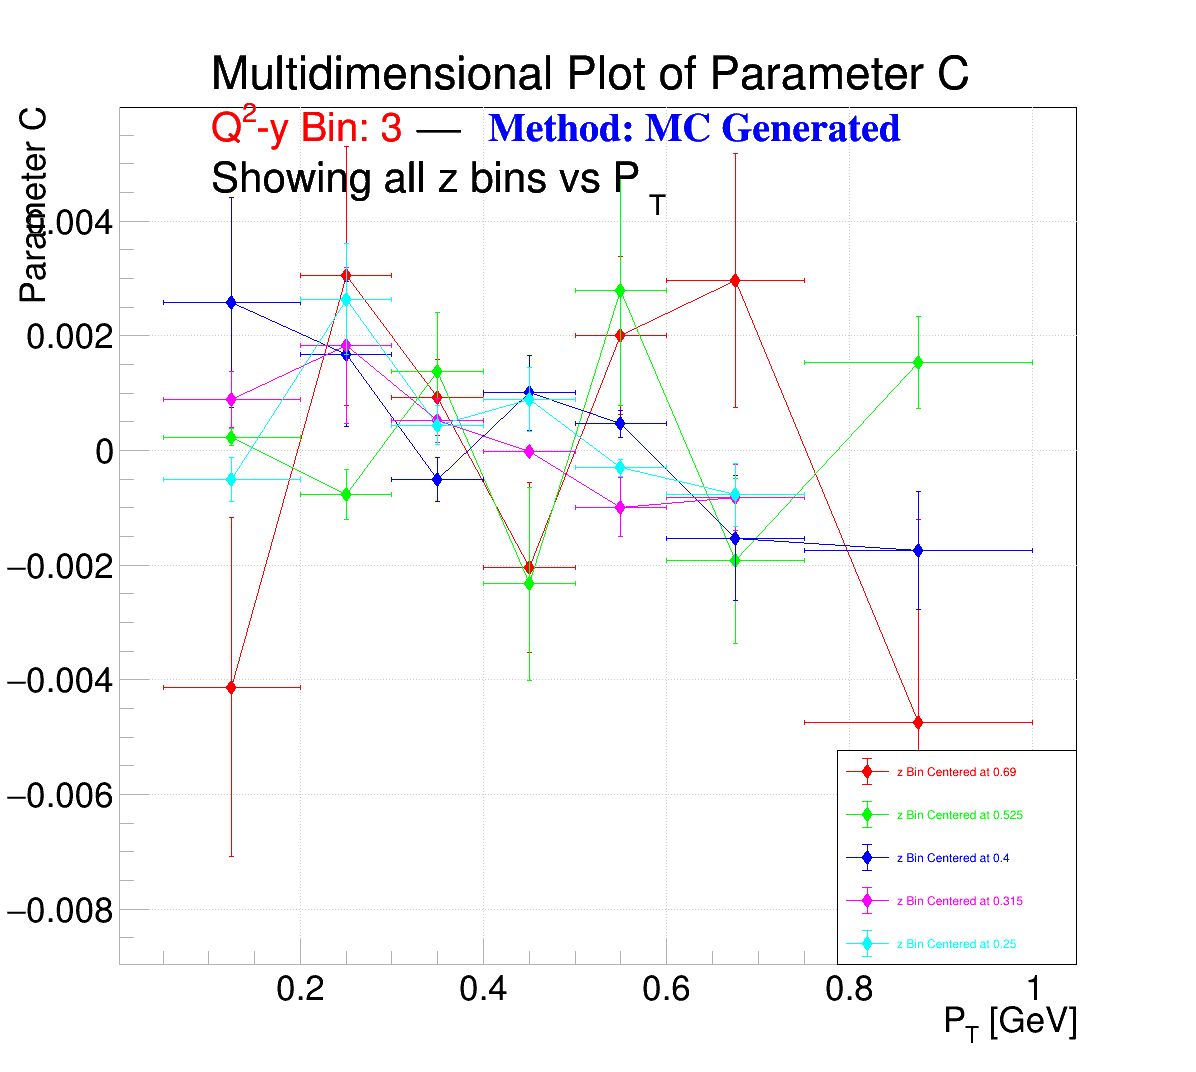 Multidimensional Plot of Parameter C
Q2-y Bin: 3 — Method: MC Generated
Showing all z bins vs P T
Parameter C
0.004
0.002
0
−0.002
−0.004
−0.006
−0.008
z Bin Centered at 0.69
z Bin Centered at 0.525
z Bin Centered at 0.4
z Bin Centered at 0.315
z Bin Centered at 0.25
0.2 0.4 0.6 0.8 1
PT [GeV]